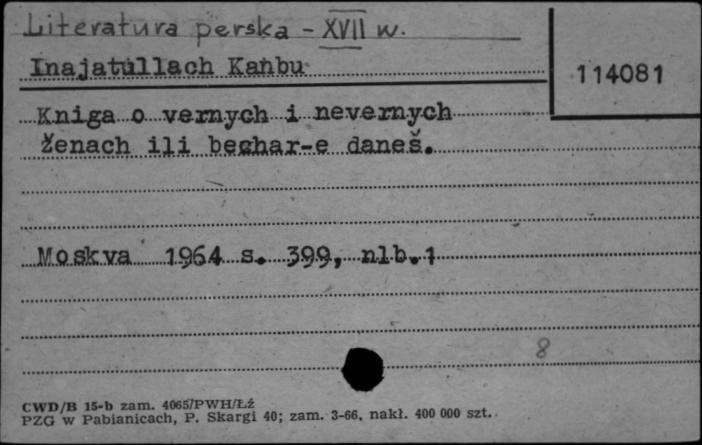 Literatura perska - XVII w.
Inajatullach Kanbu
114081
Kniga o vernych i nevernych
ženach ili bechar-e daneš.
Moskva 1964 s. 399, nlb. 1
8
CWD/B 15-b zam. 4065/PWH/Łź
PZG w Pabianicach, P. Skargi 40; zam. 3-66, nakł. 400 000 szt.